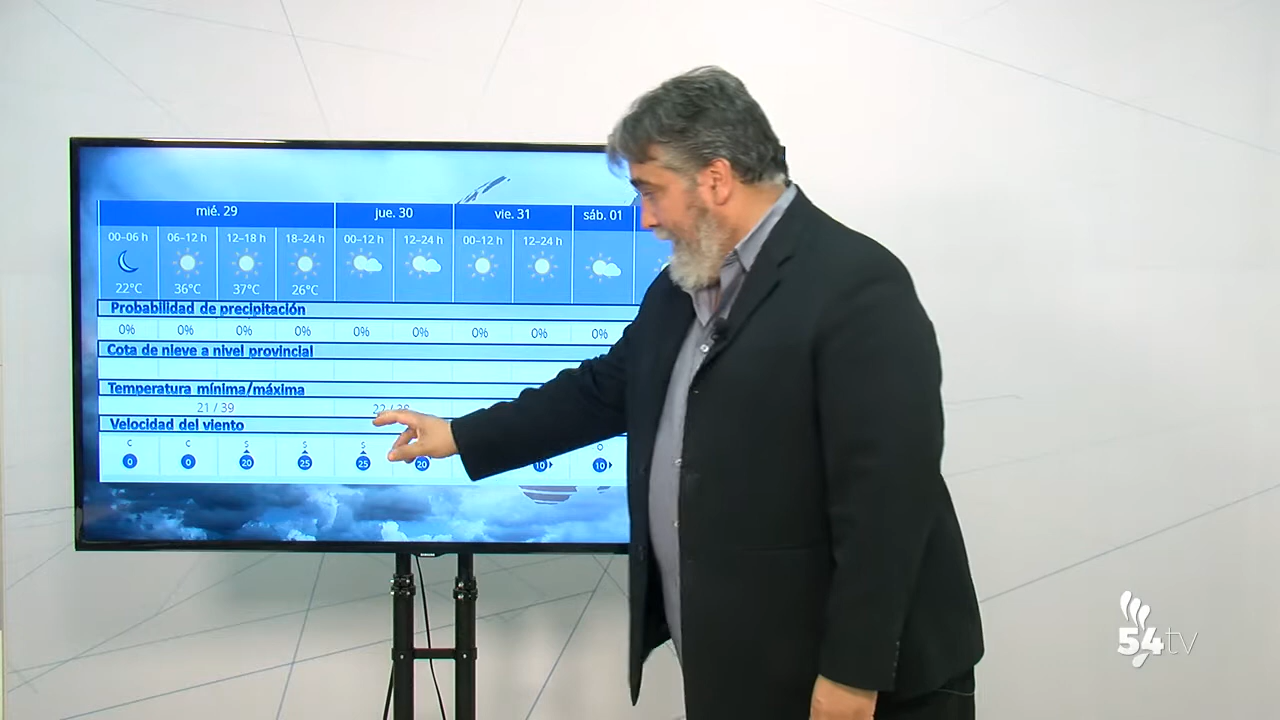 mié. 29 jue. 30 vie. 31 sáb. 01
00-06 h 06-12 h 12-18 h 18-24 h 00-12 h 12-24 h 00-12 h 12-24 h
22°C 36°C 37°C 26°C
Probabilidad de precipitación
0% 0% 0% 0% 0% 0% 0% 0% 0%
Cota de nieve a nivel provincial
Temperatura mínima/máxima
21 / 39 22 /
Velocidad del viento
C C S S S O
0 0 20 25 25 20 10 10
SAMSUNG
54tv